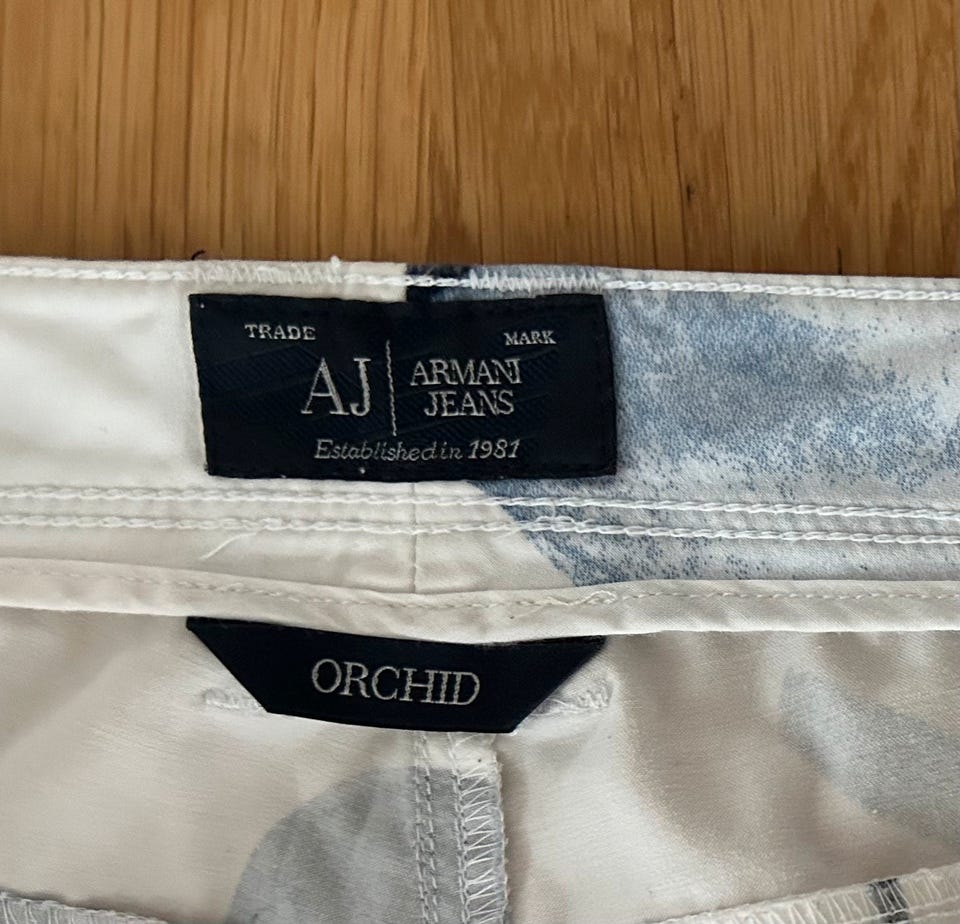 TRADE MARK
AJ ARMANI
JEANS
Established in 1981
ORCHID